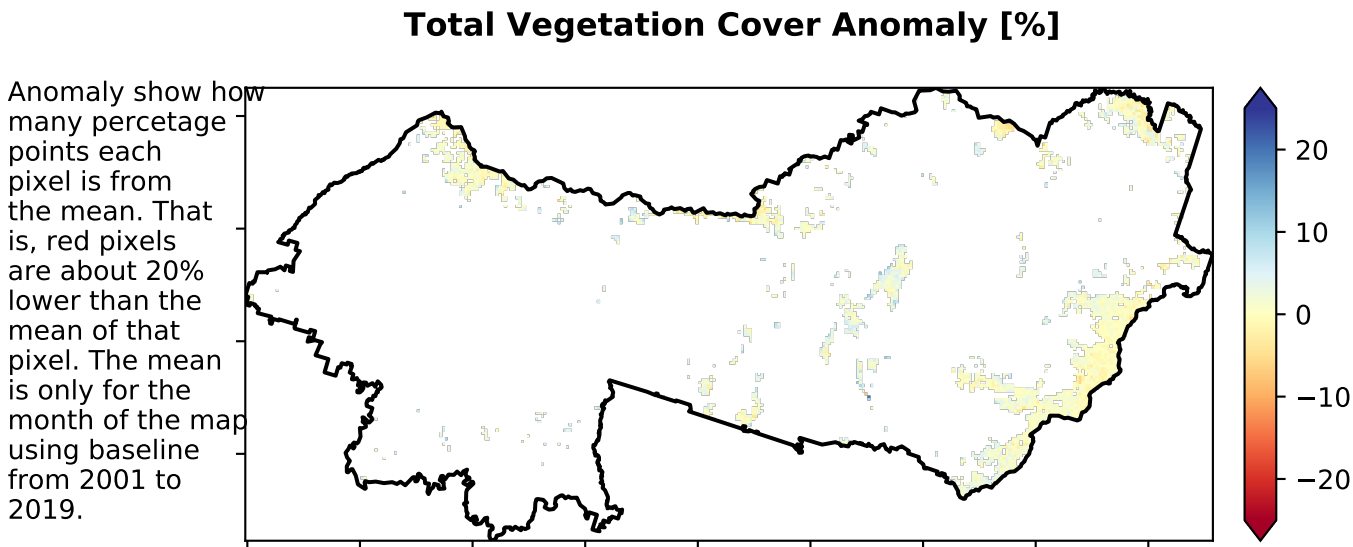 Total Vegetation Cover Anomaly [%]
Anomaly show how
many percetage
points each
pixel is from
the mean. That
is, red pixels
are about 20%
lower than the
mean of that
pixel. The mean
is only for the
month of the map
using baseline
from 2001 to
2019.
20
10
0
−10
−20